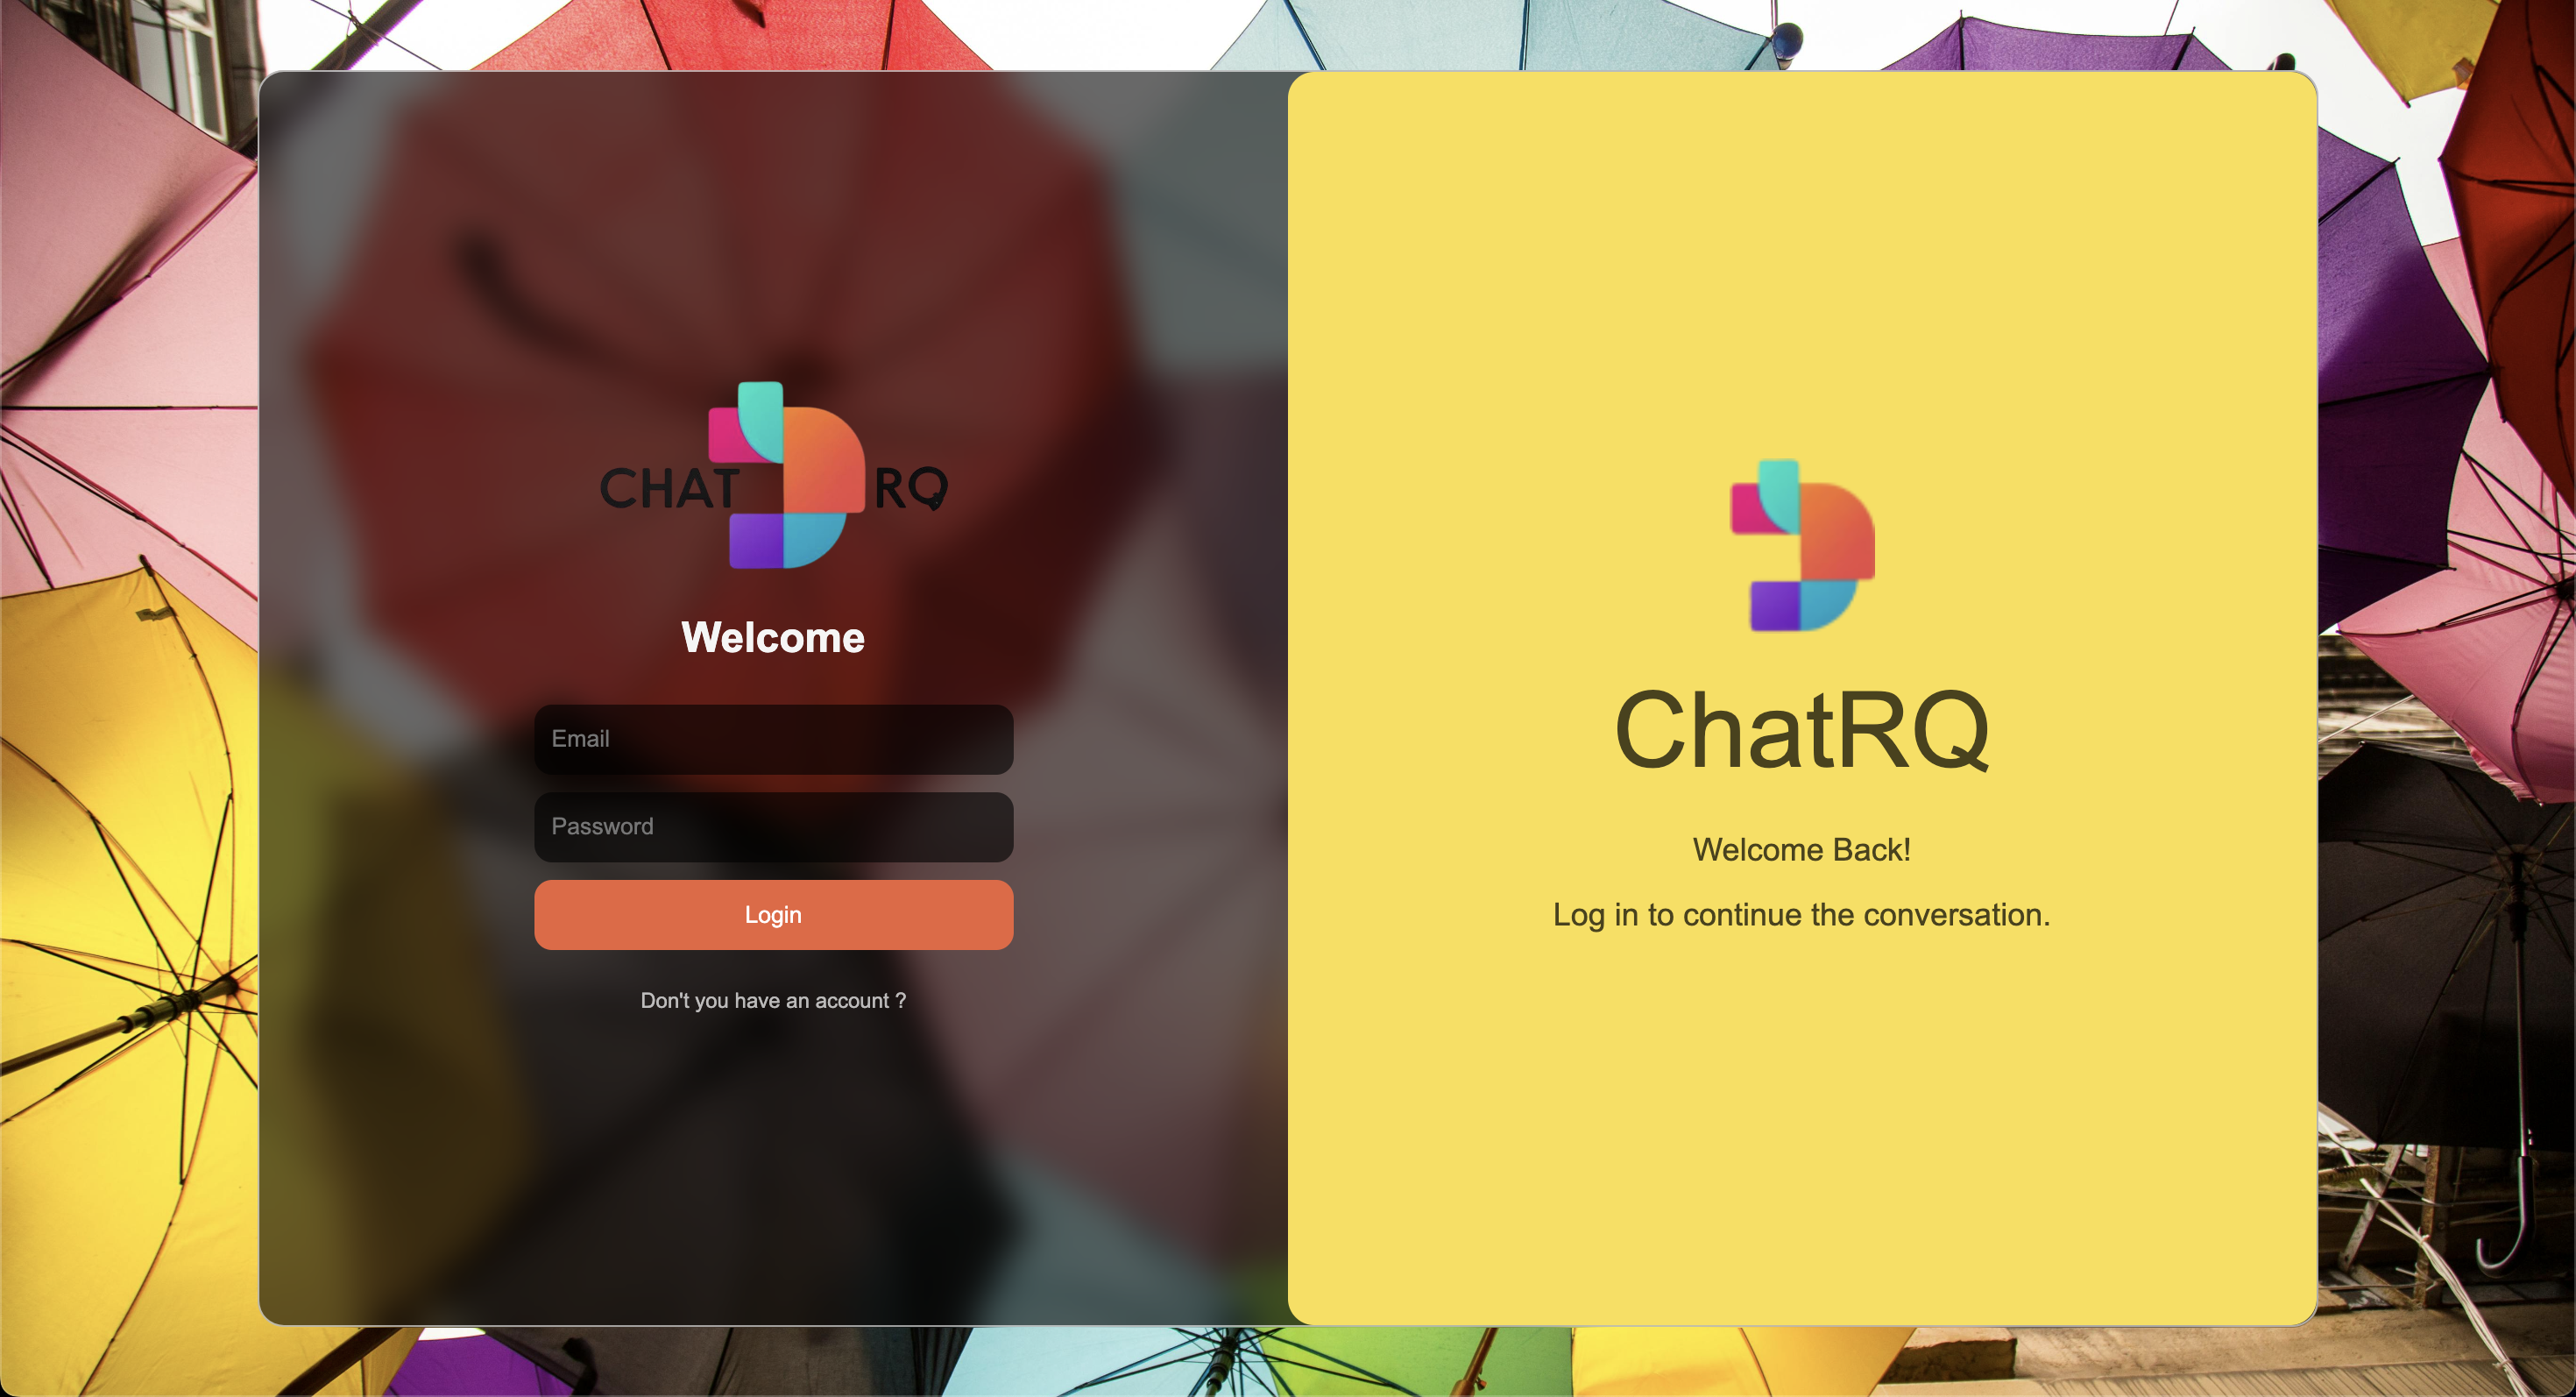 CHAT RQ
Welcome
Email
Password
Login
Don't you have an account ?
ChatRQ
Welcome Back!
Log in to continue the conversation.